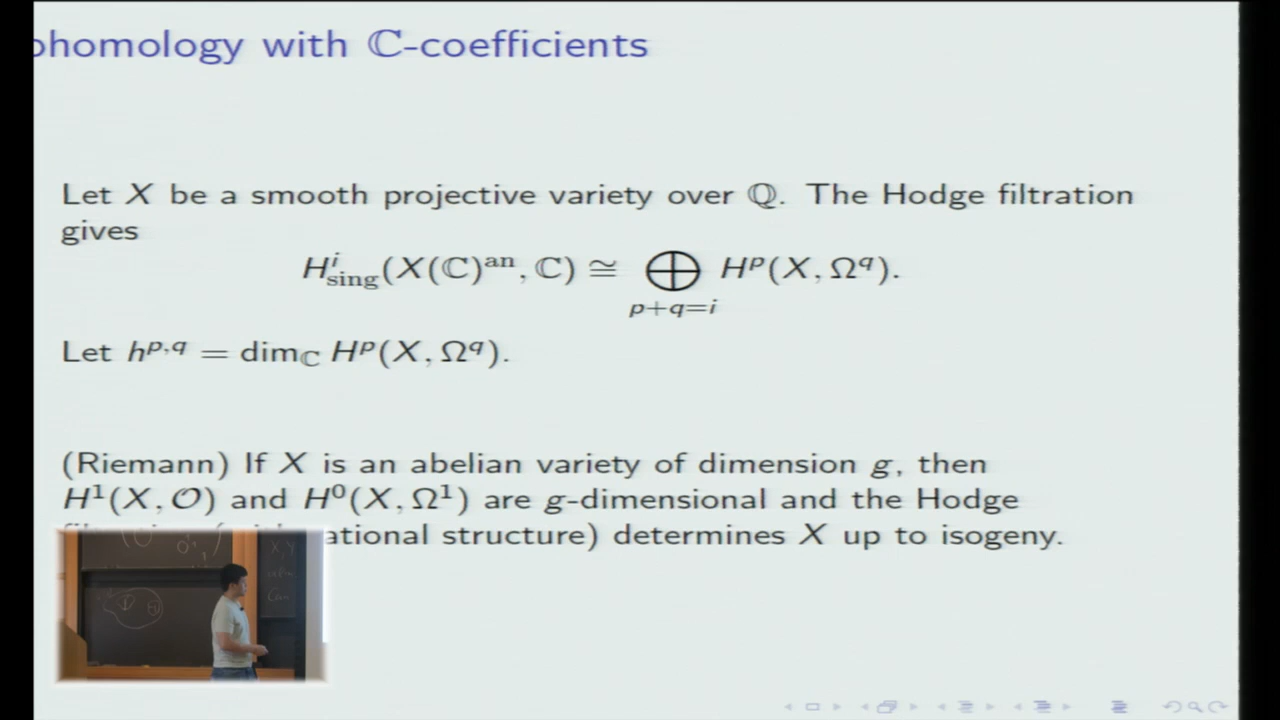 ohomology with ℂ-coefficients
Let X be a smooth projective variety over ℚ. The Hodge filtration
gives
H^i_sing(X(ℂ)^an, ℂ) ≅ ⊕_{p+q=i} H^p(X, Ω^q).
Let h^{p,q} = dim_ℂ H^p(X, Ω^q).
(Riemann) If X is an abelian variety of dimension g, then
H^1(X, 𝒪) and H^0(X, Ω^1) are g-dimensional and the Hodge
ational structure) determines X up to isogeny.
X, Y